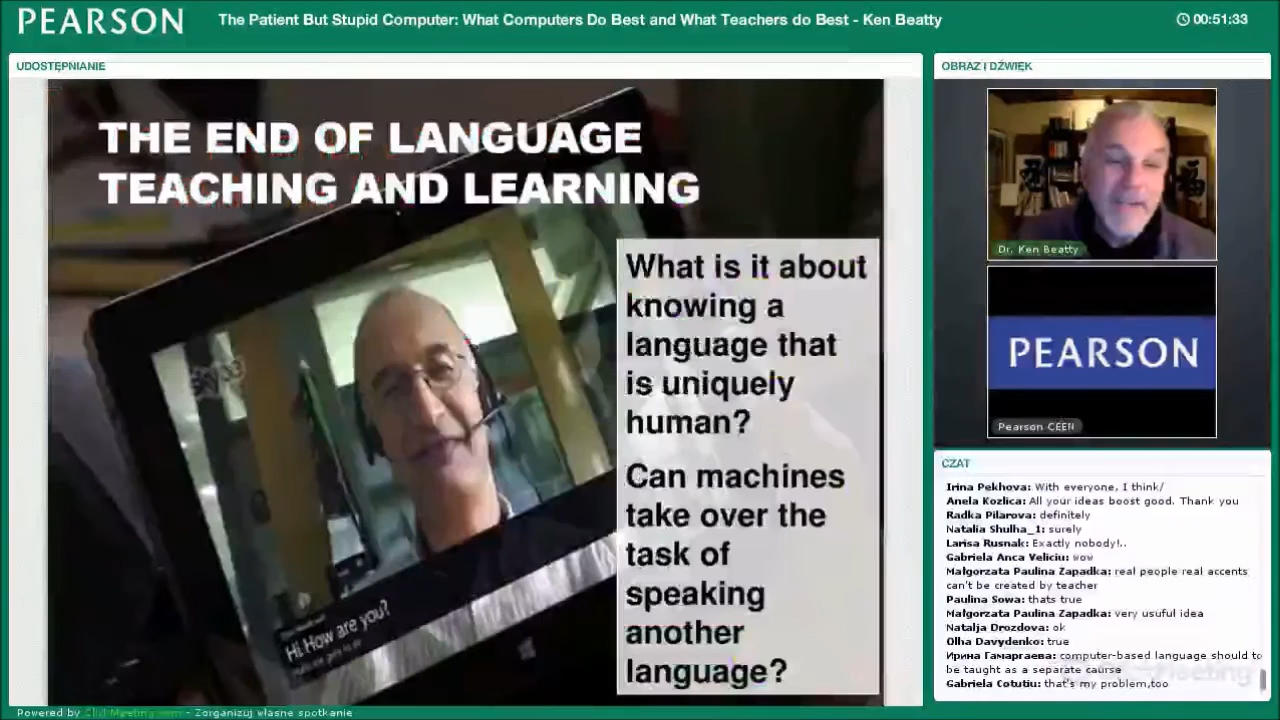 PEARSON
The Patient But Stupid Computer: What Computers Do Best and What Teachers do Best - Ken Beatty
00:51:33
UDOSTĘPNIANIE
THE END OF LANGUAGE
TEACHING AND LEARNING
Hi How are you?
What is it about
knowing a
language that
is uniquely
human?
Can machines
take over the
task of
speaking
another
language?
OBRAZ I DŹWIĘK
Dr. Ken Beatty
PEARSON
Pearson CEEN
CZAT
Irina Pekhova: With everyone, I think/
Anela Kozlica: All your ideas boost good. Thank you
Radka Pilarova: definitely
Natalia Shulha_1: surely
Larisa Rusnak: Exactly nobody!..
Gabriela Anca Veliciu: wow
Małgorzata Paulina Zapadka: real people real accents
can't be created by teacher
Paulina Sowa: thats true
Małgorzata Paulina Zapadka: very usuful idea
Natalja Drozdova: ok
Olha Davydenko: true
Ирина Гамаргаева: computer-based language should to
be taught as a separate caurse
Gabriela Cotutiu: that's my problem,too
Powered by ClickMeeting.com - Zorganizuj własne spotkanie